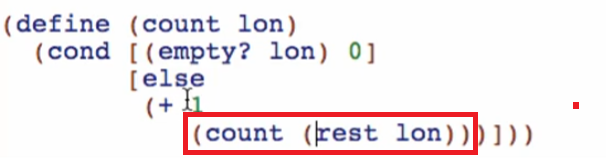 (define (count lon)
(cond [(empty? lon) 0]
[else
(+ 1
(count (rest lon)))]))